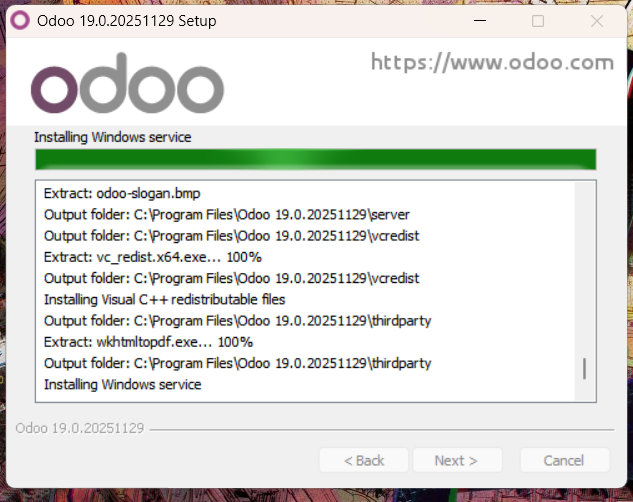 Odoo 19.0.20251129 Setup
odoo
https://www.odoo.com
Installing Windows service
Extract: odoo-slogan.bmp
Output folder: C:\Program Files\Odoo 19.0.20251129\server
Output folder: C:\Program Files\Odoo 19.0.20251129\vcredist
Extract: vc_redist.x64.exe... 100%
Output folder: C:\Program Files\Odoo 19.0.20251129\vcredist
Installing Visual C++ redistributable files
Output folder: C:\Program Files\Odoo 19.0.20251129\thirdparty
Extract: wkhtmltopdf.exe... 100%
Output folder: C:\Program Files\Odoo 19.0.20251129\thirdparty
Installing Windows service
Odoo 19.0.20251129
< Back
Next >
Cancel